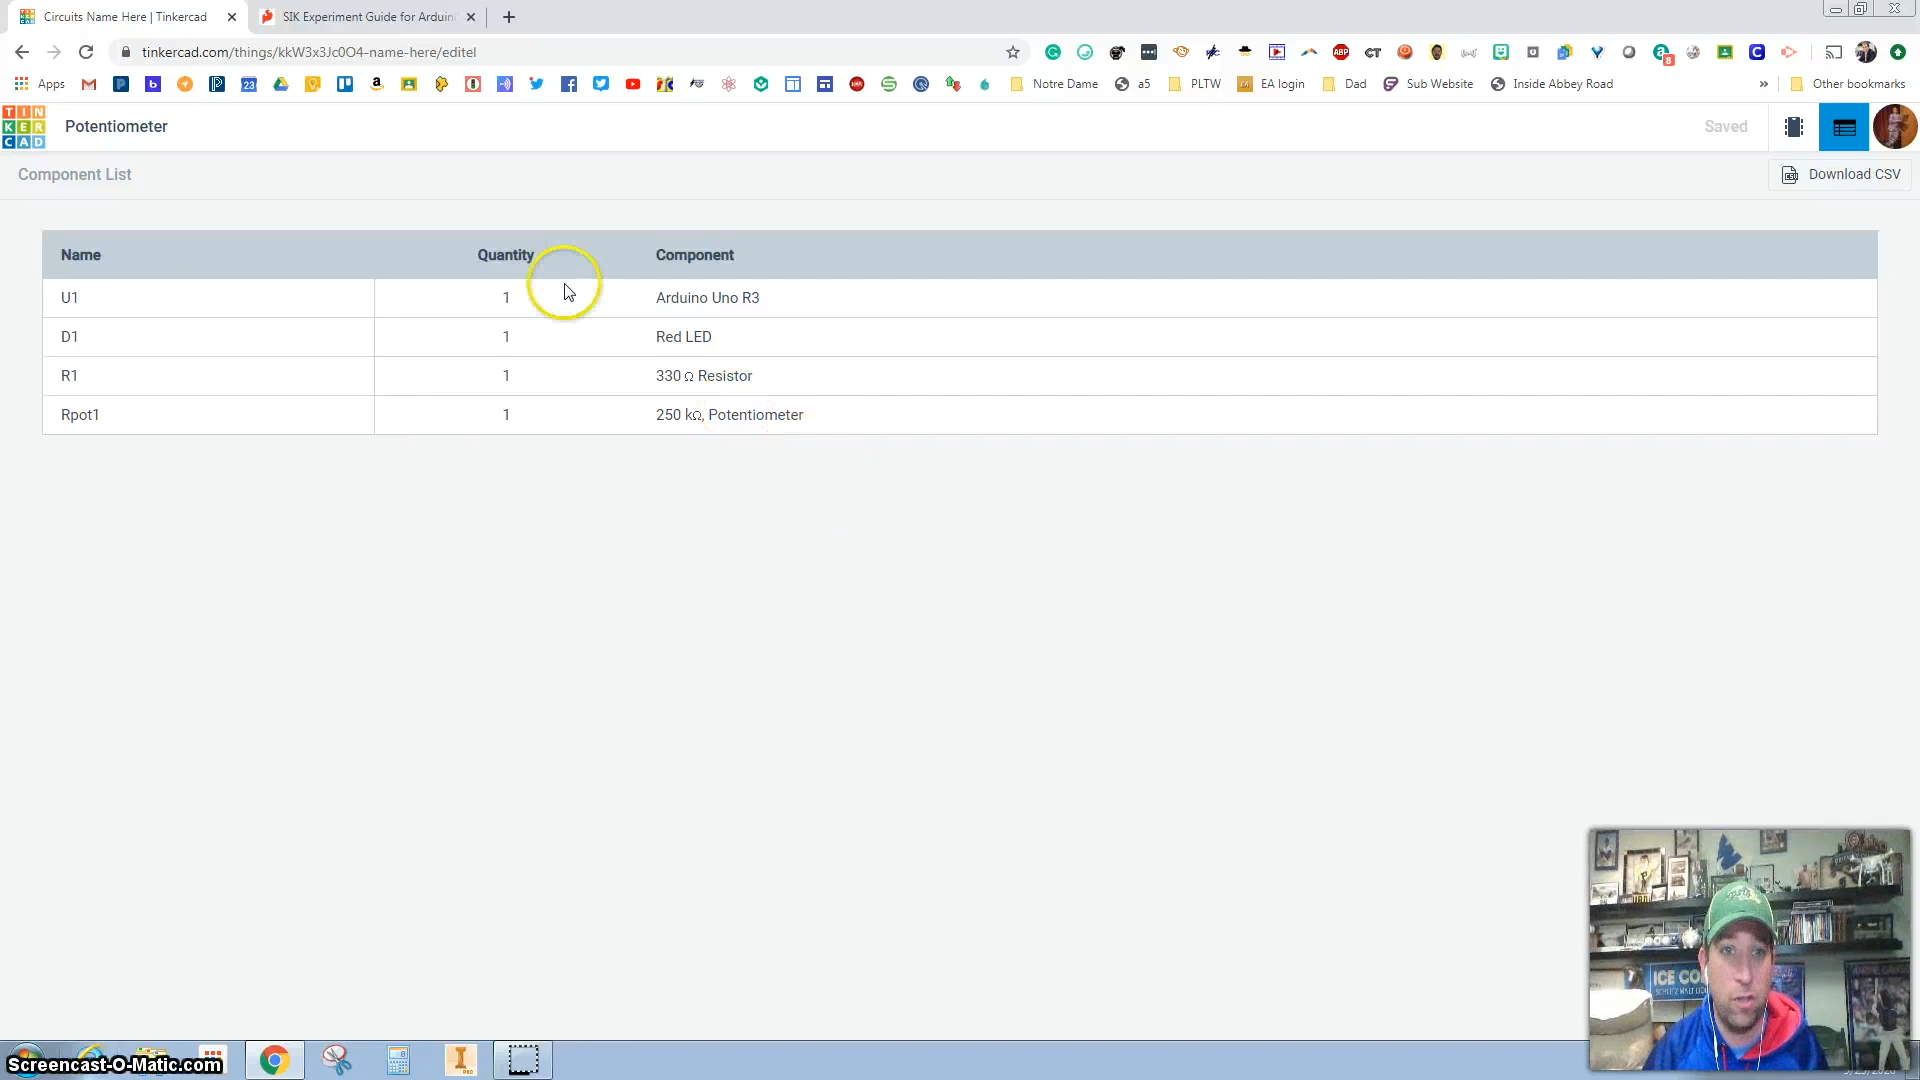 Circuits Name Here | Tinkercad
SIK Experiment Guide for Arduin
tinkercad.com/things/kkW3x3Jc0O4-name-here/editel
Apps
Notre Dame
a5
PLTW
EA login
Dad
Sub Website
Inside Abbey Road
»
Other bookmarks
TIN
KER
CAD
Potentiometer
Saved
Component List
Download CSV
Name Quantity Component
U1 1 Arduino Uno R3
D1 1 Red LED
R1 1 330 Ω Resistor
Rpot1 1 250 kΩ, Potentiometer
ICE CO
Screencast-O-Matic.com